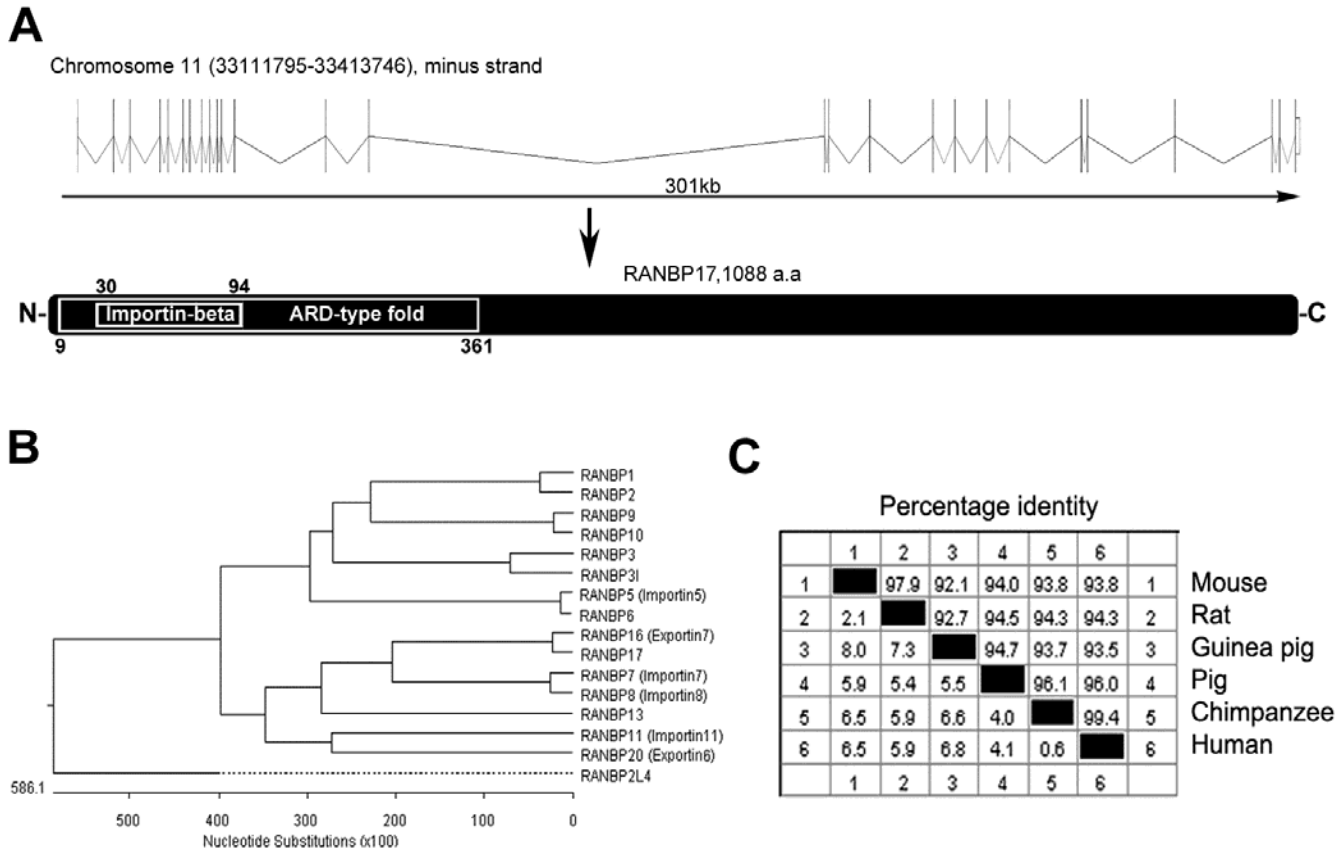 A
Chromosome 11 (33111795-33413746), minus strand
301kb
RANBP17,1088 a.a
30 94
N- Importin-beta ARD-type fold -C
9 361
B
RANBP1
RANBP2
RANBP9
RANBP10
RANBP3
RANBP3l
RANBP5 (Importin5)
RANBP6
RANBP16 (Exportin7)
RANBP17
RANBP7 (Importin7)
RANBP8 (Importin8)
RANBP13
RANBP11 (Importin11)
RANBP20 (Exportin6)
RANBP2L4
586.1
500 400 300 200 100 0
Nucleotide Substitutions (x100)
C
Percentage identity
1 2 3 4 5 6
1 97.9 92.1 94.0 93.8 93.8 1 Mouse
2 2.1 92.7 94.5 94.3 94.3 2 Rat
3 8.0 7.3 94.7 93.7 93.5 3 Guinea pig
4 5.9 5.4 5.5 96.1 96.0 4 Pig
5 6.5 5.9 6.6 4.0 99.4 5 Chimpanzee
6 6.5 5.9 6.8 4.1 0.6 6 Human
1 2 3 4 5 6